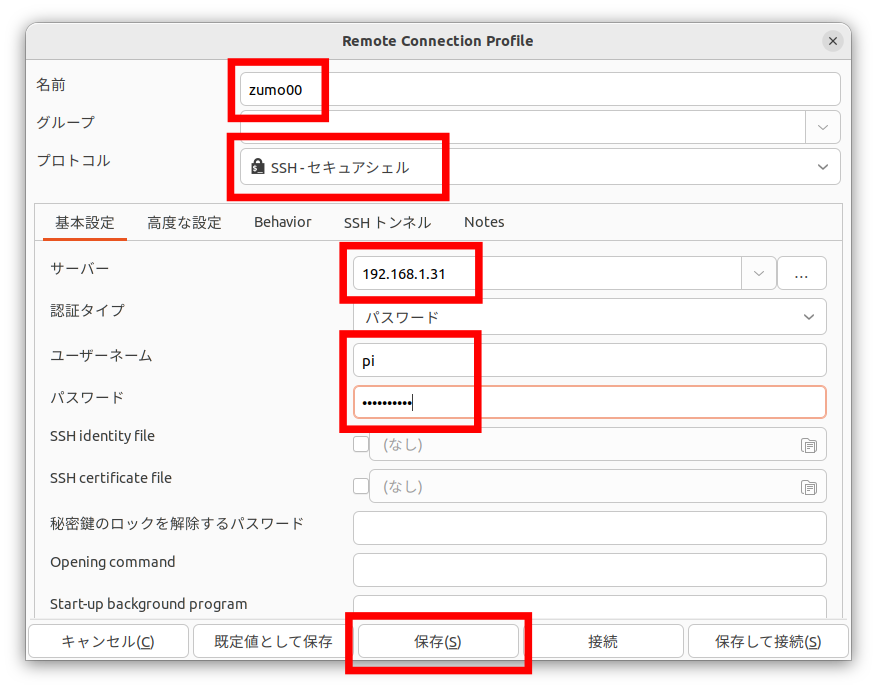 Remote Connection Profile
名前
zumo00
グループ
プロトコル
SSH - セキュアシェル
基本設定 高度な設定 Behavior SSH トンネル Notes
サーバー
192.168.1.31
...
認証タイプ
パスワード
ユーザーネーム
pi
パスワード
••••••••••
SSH identity file
(なし)
SSH certificate file
(なし)
秘密鍵のロックを解除するパスワード
Opening command
Start-up background program
キャンセル(C) 既定値として保存 保存(S) 接続 保存して接続(S)